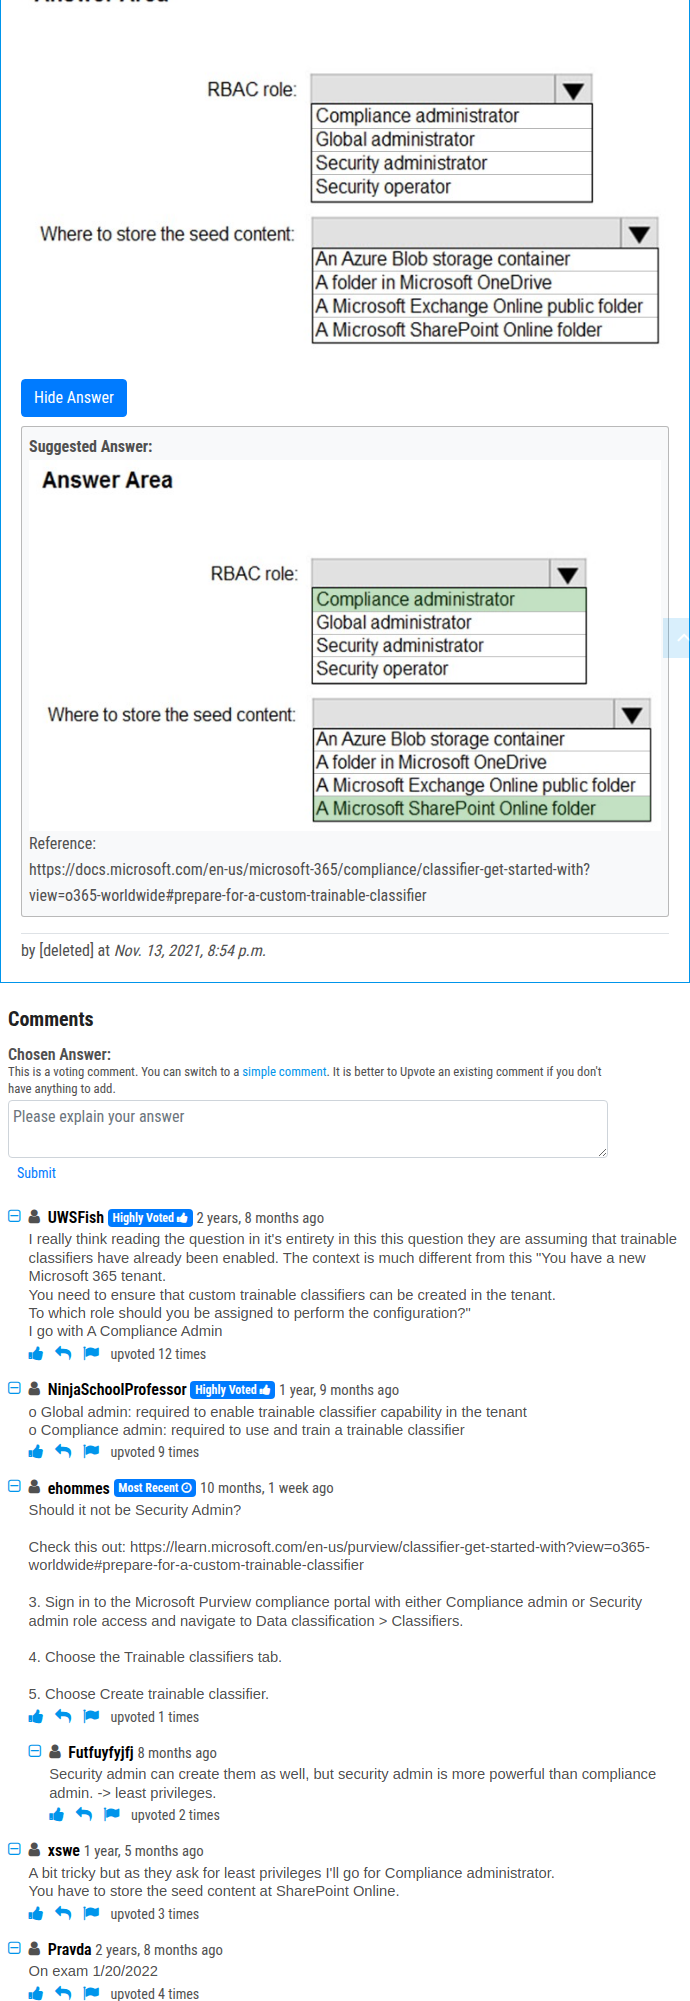 Answer Area
RBAC role:
Compliance administrator
Global administrator
Security administrator
Security operator
Where to store the seed content:
An Azure Blob storage container
A folder in Microsoft OneDrive
A Microsoft Exchange Online public folder
A Microsoft SharePoint Online folder
Hide Answer
Suggested Answer:
Answer Area
RBAC role:
Compliance administrator
Global administrator
Security administrator
Security operator
Where to store the seed content:
An Azure Blob storage container
A folder in Microsoft OneDrive
A Microsoft Exchange Online public folder
A Microsoft SharePoint Online folder
Reference:
https://docs.microsoft.com/en-us/microsoft-365/compliance/classifier-get-started-with?
view=o365-worldwide#prepare-for-a-custom-trainable-classifier
by [deleted] at Nov. 13, 2021, 8:54 p.m.
Comments
Chosen Answer:
This is a voting comment. You can switch to a simple comment. It is better to Upvote an existing comment if you don't
have anything to add.
Please explain your answer
Submit
UWSFish Highly Voted 2 years, 8 months ago
I really think reading the question in it's entirety in this this question they are assuming that trainable
classifiers have already been enabled. The context is much different from this "You have a new
Microsoft 365 tenant.
You need to ensure that custom trainable classifiers can be created in the tenant.
To which role should you be assigned to perform the configuration?"
I go with A Compliance Admin
upvoted 12 times
NinjaSchoolProfessor Highly Voted 1 year, 9 months ago
o Global admin: required to enable trainable classifier capability in the tenant
o Compliance admin: required to use and train a trainable classifier
upvoted 9 times
ehommes Most Recent 10 months, 1 week ago
Should it not be Security Admin?
Check this out: https://learn.microsoft.com/en-us/purview/classifier-get-started-with?view=o365-
worldwide#prepare-for-a-custom-trainable-classifier
3. Sign in to the Microsoft Purview compliance portal with either Compliance admin or Security
admin role access and navigate to Data classification > Classifiers.
4. Choose the Trainable classifiers tab.
5. Choose Create trainable classifier.
upvoted 1 times
Futfuyfyjfj 8 months ago
Security admin can create them as well, but security admin is more powerful than compliance
admin. -> least privileges.
upvoted 2 times
xswe 1 year, 5 months ago
A bit tricky but as they ask for least privileges I'll go for Compliance administrator.
You have to store the seed content at SharePoint Online.
upvoted 3 times
Pravda 2 years, 8 months ago
On exam 1/20/2022
upvoted 4 times